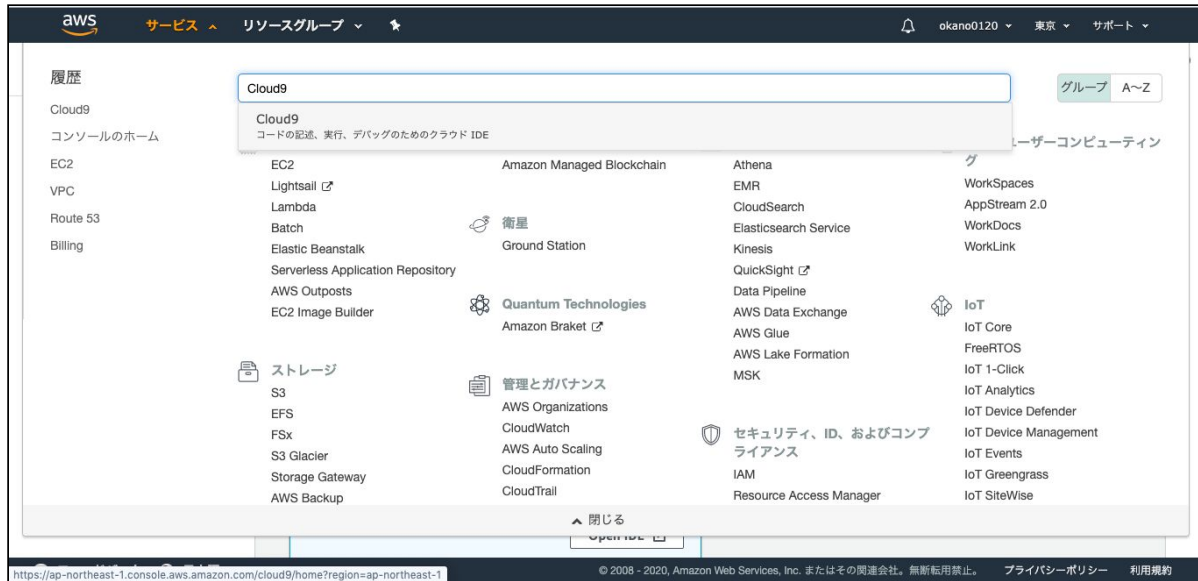 aws
サービス
リソースグループ
okano0120
東京
サポート
履歴
Cloud9
コンソールのホーム
EC2
VPC
Route 53
Billing
Cloud9
グループ
A〜Z
Cloud9
コードの記述、実行、デバッグのためのクラウド IDE
EC2
Lightsail
Lambda
Batch
Elastic Beanstalk
Serverless Application Repository
AWS Outposts
EC2 Image Builder
ストレージ
S3
EFS
FSx
S3 Glacier
Storage Gateway
AWS Backup
Amazon Managed Blockchain
衛星
Ground Station
Quantum Technologies
Amazon Braket
管理とガバナンス
AWS Organizations
CloudWatch
AWS Auto Scaling
CloudFormation
CloudTrail
Athena
EMR
CloudSearch
Elasticsearch Service
Kinesis
QuickSight
Data Pipeline
AWS Data Exchange
AWS Glue
AWS Lake Formation
MSK
セキュリティ、ID、およびコンプ
ライアンス
IAM
Resource Access Manager
ーザーコンピューティン
グ
WorkSpaces
AppStream 2.0
WorkDocs
WorkLink
IoT
IoT Core
FreeRTOS
IoT 1-Click
IoT Analytics
IoT Device Defender
IoT Device Management
IoT Events
IoT Greengrass
IoT SiteWise
閉じる
Open IDE
https://ap-northeast-1.console.aws.amazon.com/cloud9/home?region=ap-northeast-1
© 2008 - 2020, Amazon Web Services, Inc. またはその関連会社。無断転用禁止。
プライバシーポリシー
利用規約